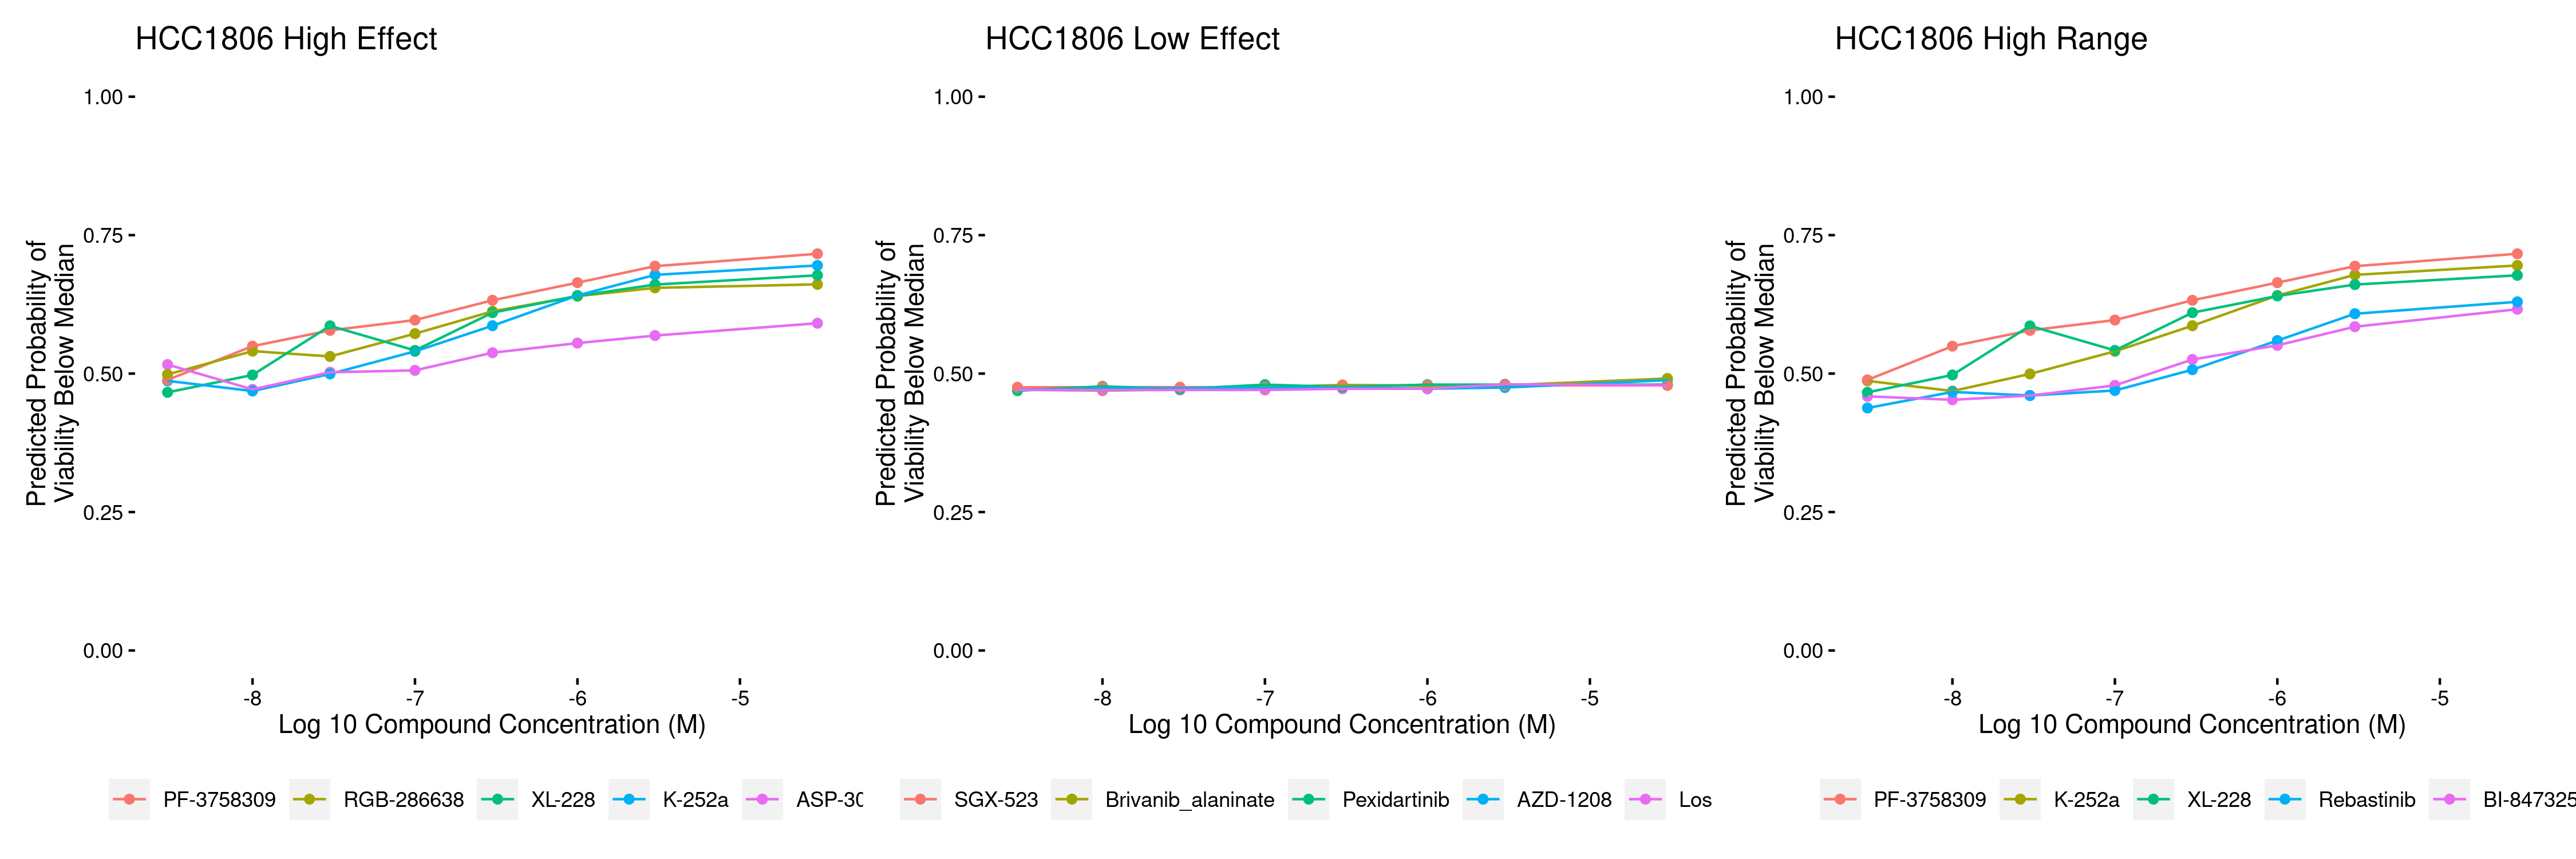 HCC1806 High Effect
Predicted Probability of
Viability Below Median
1.00
0.75
0.50
0.25
0.00
-8
-7
-6
-5
Log 10 Compound Concentration (M)
PF-3758309 RGB-286638 XL-228 K-252a ASP-30
HCC1806 Low Effect
Predicted Probability of
Viability Below Median
1.00
0.75
0.50
0.25
0.00
-8
-7
-6
-5
Log 10 Compound Concentration (M)
SGX-523 Brivanib_alaninate Pexidartinib AZD-1208 Los
HCC1806 High Range
Predicted Probability of
Viability Below Median
1.00
0.75
0.50
0.25
0.00
-8
-7
-6
-5
Log 10 Compound Concentration (M)
PF-3758309 K-252a XL-228 Rebastinib BI-847325